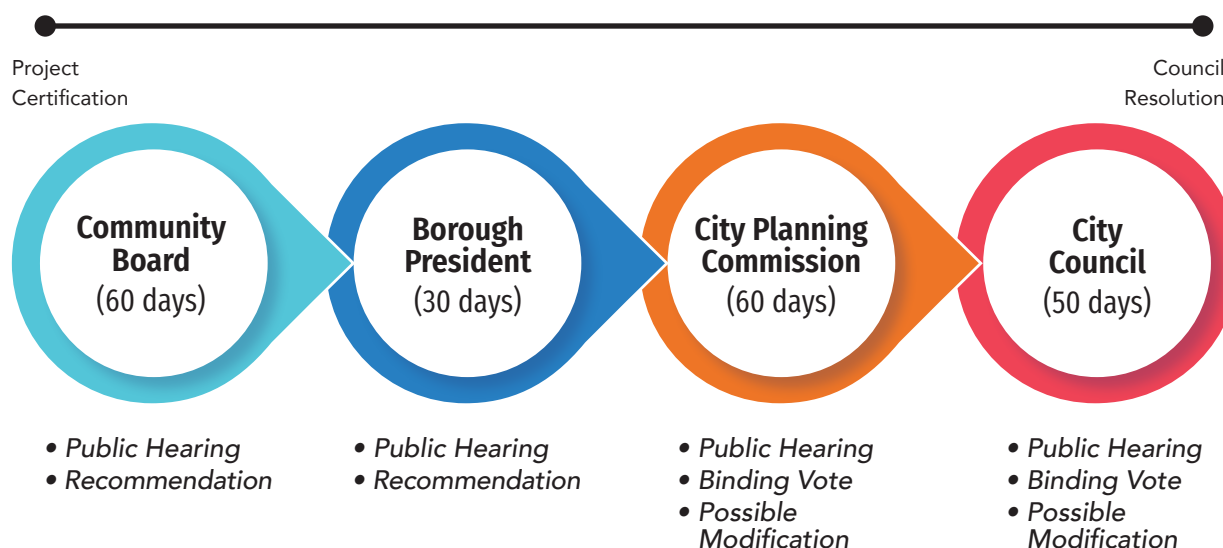 Project
Certification
Council
Resolution
Community
Board
(60 days)
Borough
President
(30 days)
City Planning
Commission
(60 days)
City
Council
(50 days)
• Public Hearing
• Recommendation
• Public Hearing
• Recommendation
• Public Hearing
• Binding Vote
• Possible
Modification
• Public Hearing
• Binding Vote
• Possible
Modification